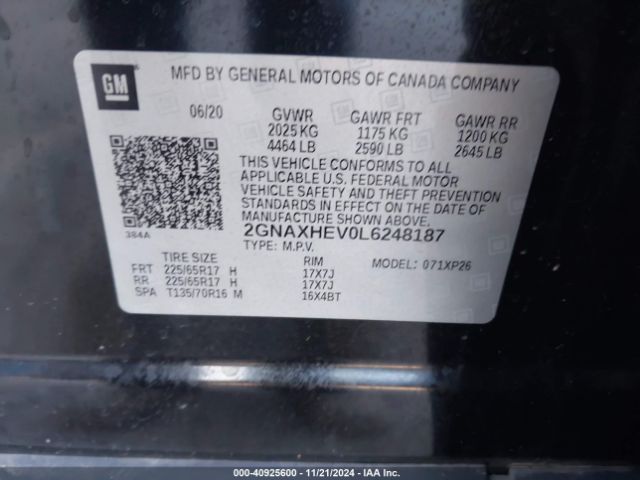 GM
MFD BY GENERAL MOTORS OF CANADA COMPANY
06/20 GVWR GAWR FRT GAWR RR
2025 KG 1175 KG 1200 KG
4464 LB 2590 LB 2645 LB
THIS VEHICLE CONFORMS TO ALL
APPLICABLE U.S. FEDERAL MOTOR
VEHICLE SAFETY AND THEFT PREVENTION
STANDARDS IN EFFECT ON THE DATE
OF MANUFACTURE SHOWN ABOVE.
384A 2GNAXHEV0L6248187
TYPE: M.P.V. MODEL: 071XP26
TIRE SIZE RIM
FRT 225/65R17 H 17X7J
RR 225/65R17 H 17X7J
SPA T135/70R16 M 16X4BT
000-40925600 - 11/21/2024 - IAA Inc.